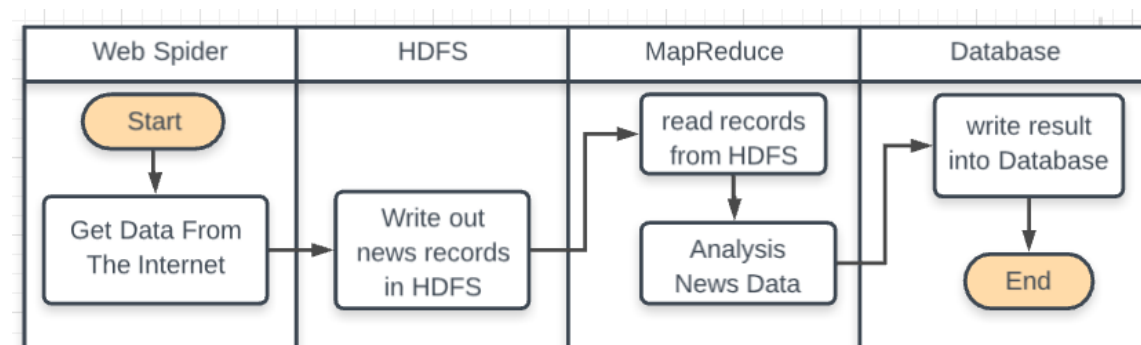 Web Spider
HDFS
MapReduce
Database
Start
Get Data From
The Internet
Write out
news records
in HDFS
read records
from HDFS
Analysis
News Data
write result
into Database
End